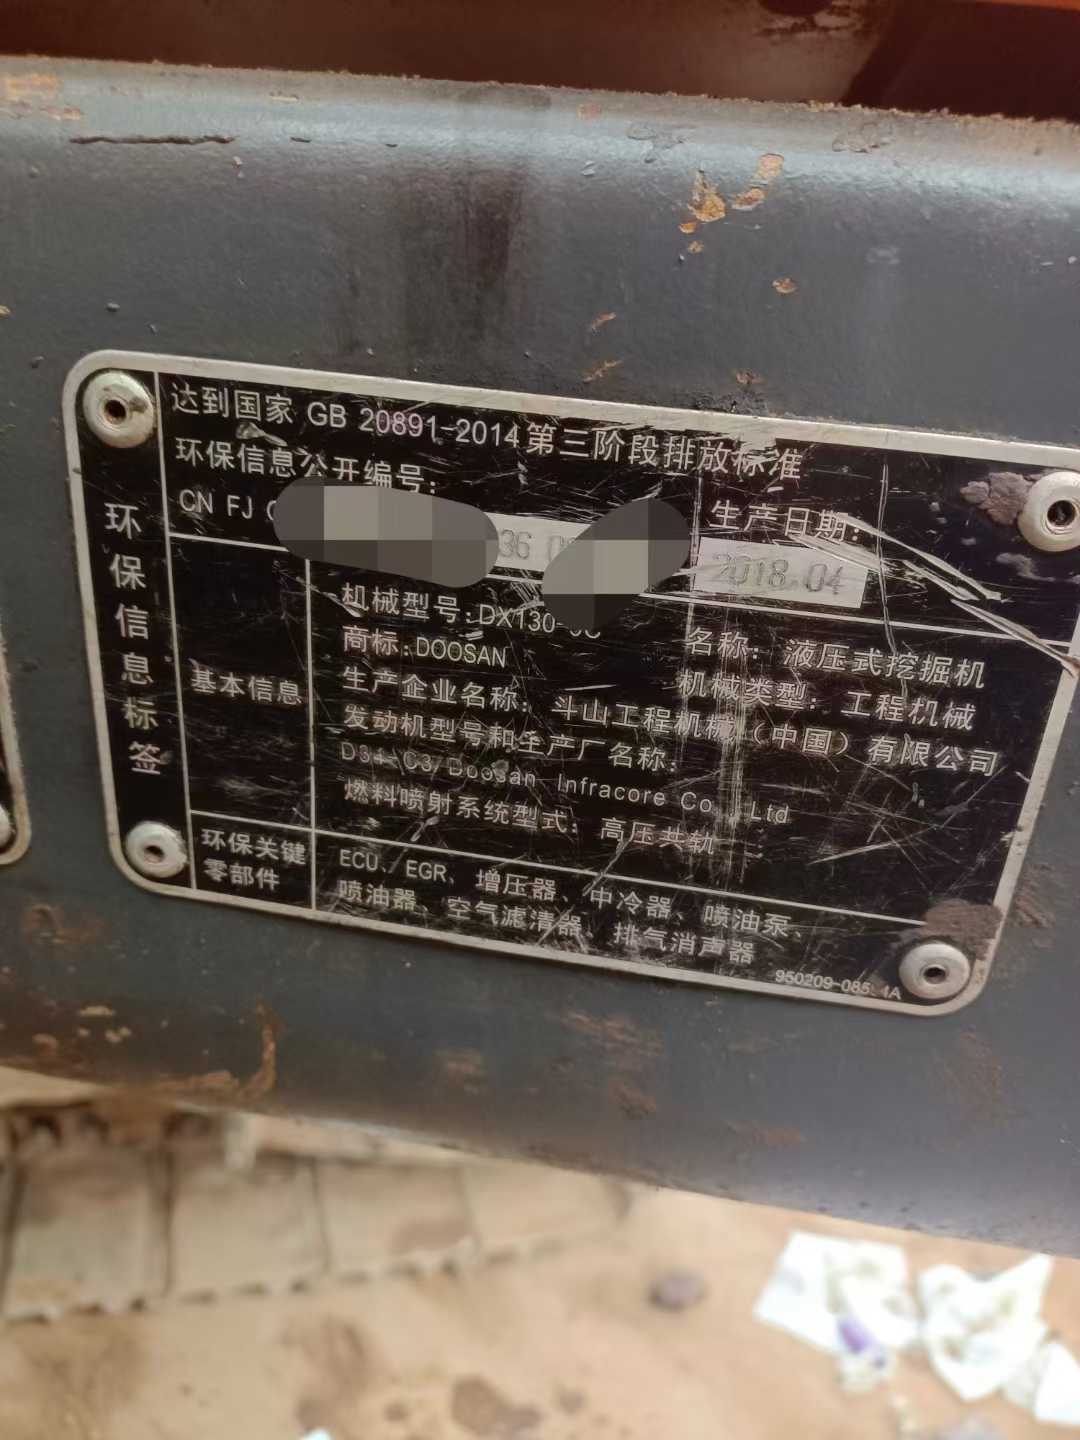 达到国家 GB 20891-2014第三阶段排放标准
环保信息公开编号:
CN FJ
36
生产日期:
2018.04
环保信息标签
基本信息
机械型号:DX130-
名称: 液压式挖掘机
商标:DOOSAN
机械类型: 工程机械
生产企业名称: 斗山工程机械(中国)有限公司
发动机型号和生产厂名称:
Doosan Infracore Co., Ltd
燃料喷射系统型式: 高压共轨
环保关键
零部件
ECU、EGR、增压器、中冷器、喷油泵、
喷油器、空气滤清器、排气消声器
950209-085